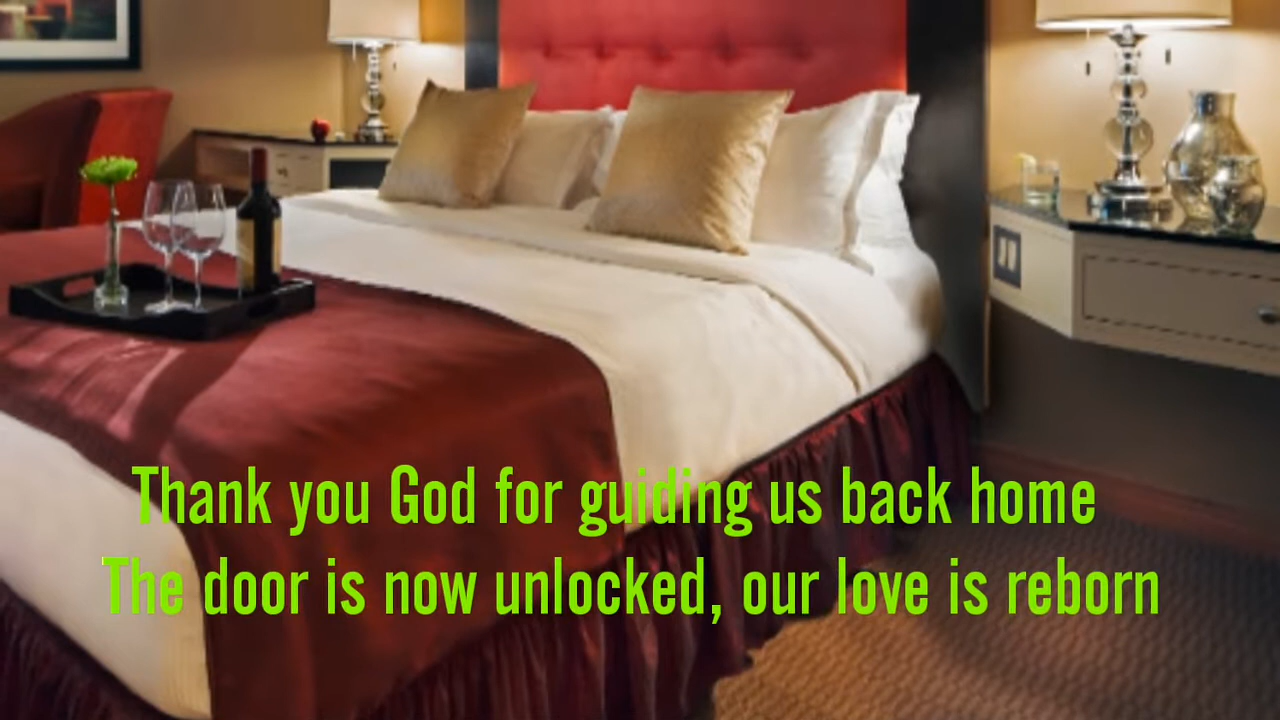 Thank you God for guiding us back home
The door is now unlocked, our love is reborn